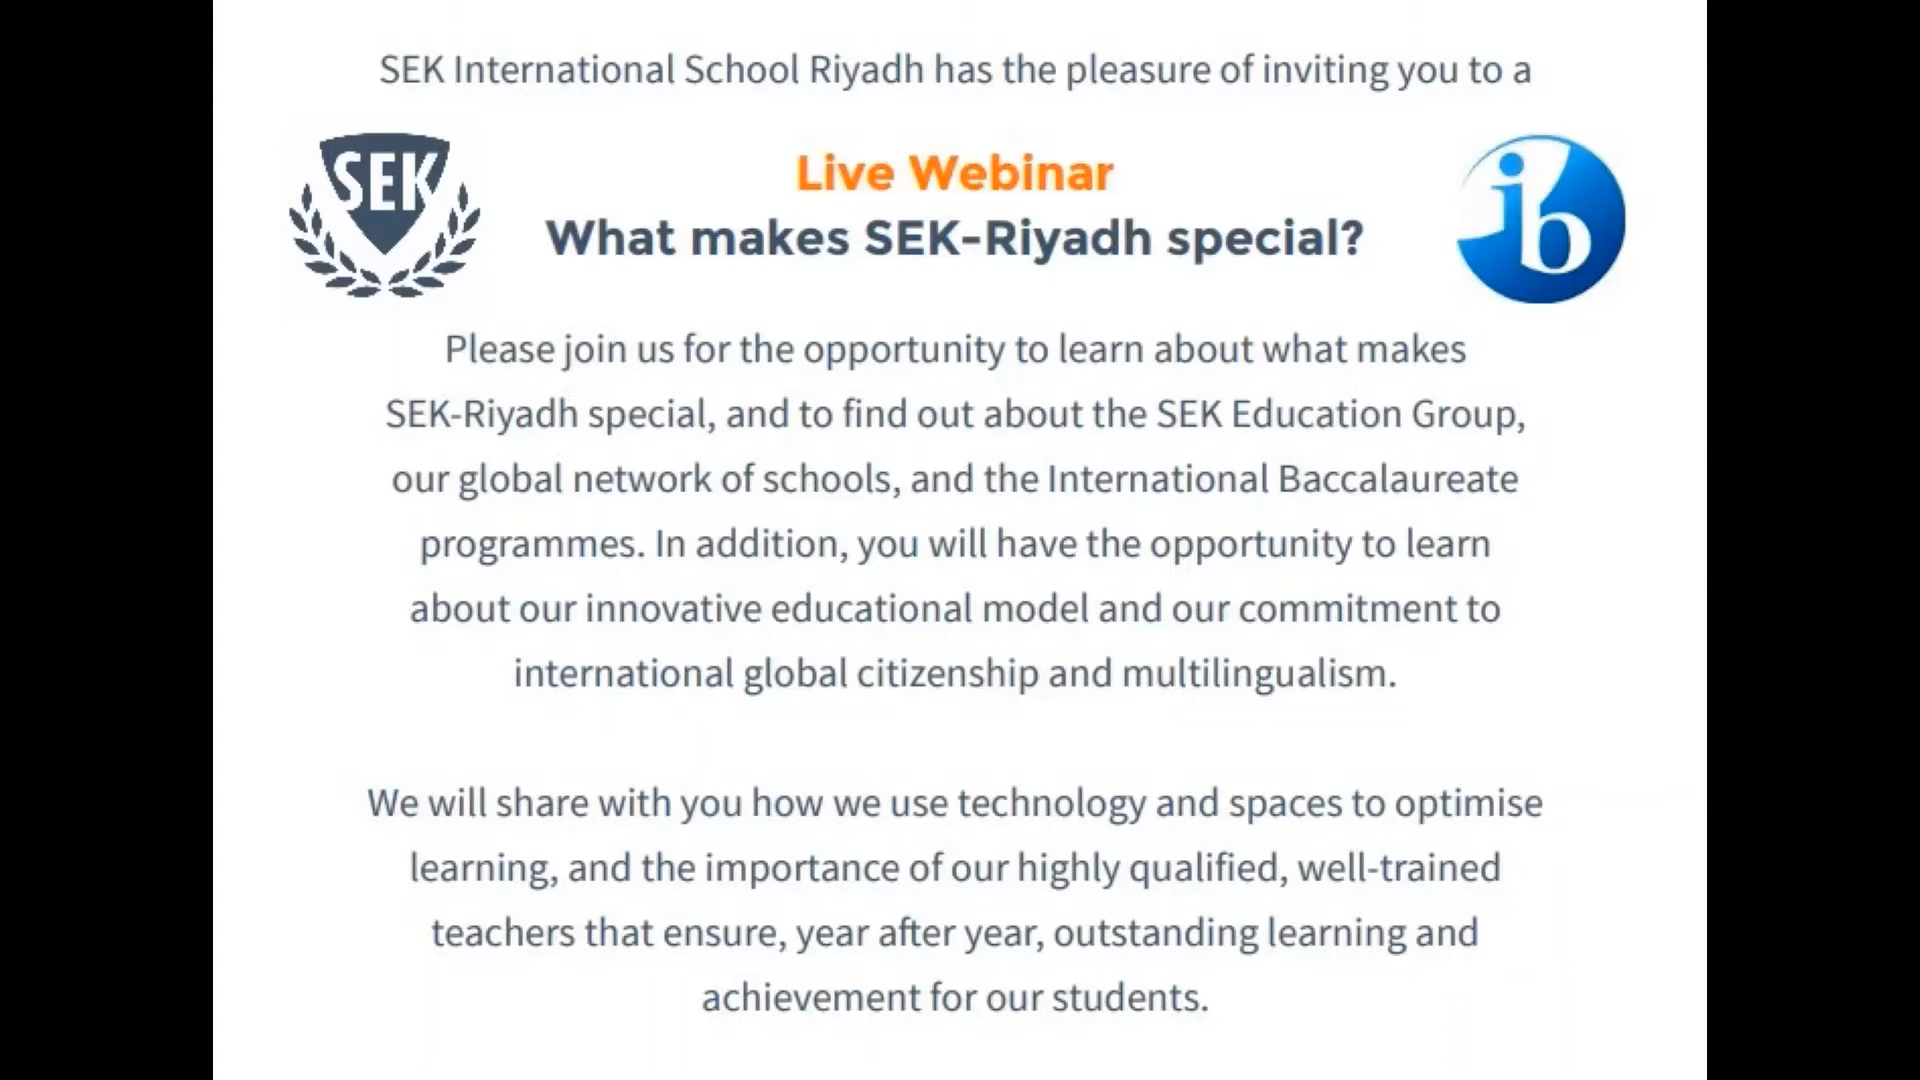 SEK International School Riyadh has the pleasure of inviting you to a
SEK
Live Webinar
What makes SEK-Riyadh special?
ib
Please join us for the opportunity to learn about what makes
SEK-Riyadh special, and to find out about the SEK Education Group,
our global network of schools, and the International Baccalaureate
programmes. In addition, you will have the opportunity to learn
about our innovative educational model and our commitment to
international global citizenship and multilingualism.
We will share with you how we use technology and spaces to optimise
learning, and the importance of our highly qualified, well-trained
teachers that ensure, year after year, outstanding learning and
achievement for our students.